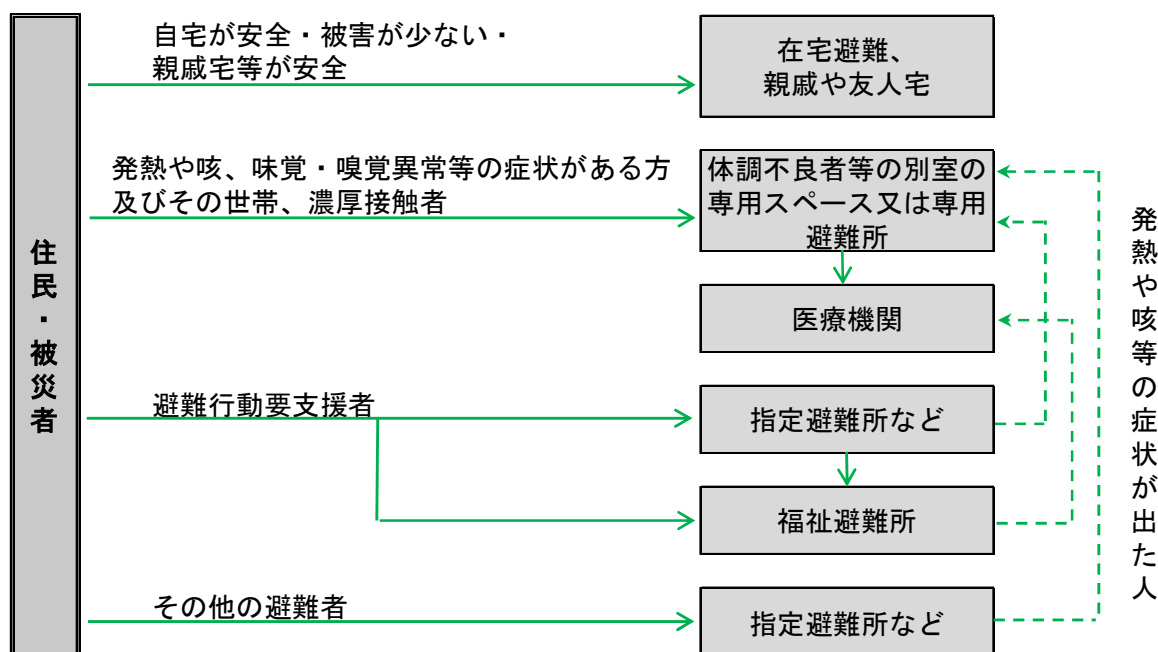 住民・被災者
自宅が安全・被害が少ない・
親戚宅等が安全
在宅避難、
親戚や友人宅
発熱や咳、味覚・嗅覚異常等の症状がある方
及びその世帯、濃厚接触者
体調不良者等の別室の
専用スペース又は専用
避難所
医療機関
避難行動要支援者
指定避難所など
福祉避難所
その他の避難者
指定避難所など
発熱や咳等の症状が出た人